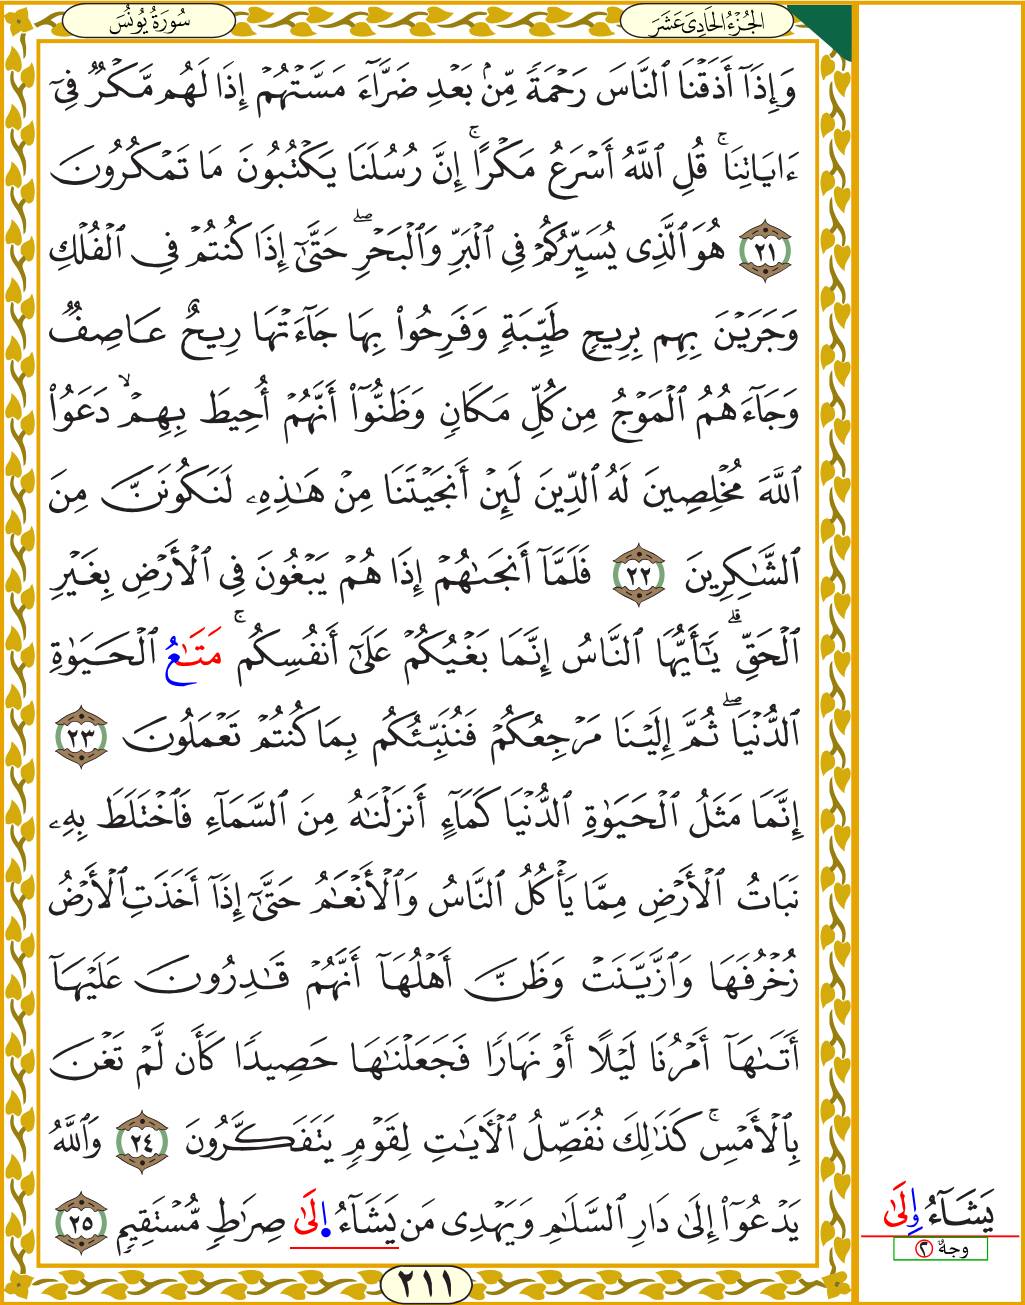 الجُزْءُ الحَادِىَ عَشَرَ
سُورَةُ يُونُسَ
وَإِذَآ أَذَقْنَا ٱلنَّاسَ رَحْمَةً مِّنۢ بَعْدِ ضَرَّآءَ مَسَّتْهُمْ إِذَا لَهُم مَّكْرٌ فِىٓ
ءَايَاتِنَا ۚ قُلِ ٱللَّهُ أَسْرَعُ مَكْرًا ۚ إِنَّ رُسُلَنَا يَكْتُبُونَ مَا تَمْكُرُونَ
٢١ هُوَ ٱلَّذِى يُسَيِّرُكُمْ فِى ٱلْبَرِّ وَٱلْبَحْرِ ۖ حَتَّىٰٓ إِذَا كُنتُمْ فِى ٱلْفُلْكِ
وَجَرَيْنَ بِهِم بِرِيحٍ طَيِّبَةٍ وَفَرِحُوا۟ بِهَا جَآءَتْهَا رِيحٌ عَاصِفٌ
وَجَآءَهُمُ ٱلْمَوْجُ مِن كُلِّ مَكَانٍ وَظَنُّوٓا۟ أَنَّهُمْ أُحِيطَ بِهِمْ ۙ دَعَوُا۟
ٱللَّهَ مُخْلِصِينَ لَهُ ٱلدِّينَ لَئِنْ أَنجَيْتَنَا مِنْ هَٰذِهِۦ لَنَكُونَنَّ مِنَ
ٱلشَّٰكِرِينَ ٢٢ فَلَمَّآ أَنجَىٰهُمْ إِذَا هُمْ يَبْغُونَ فِى ٱلْأَرْضِ بِغَيْرِ
ٱلْحَقِّ ۗ يَٰٓأَيُّهَا ٱلنَّاسُ إِنَّمَا بَغْيُكُمْ عَلَىٰٓ أَنفُسِكُم ۚ مَتَٰعُ ٱلْحَيَوٰةِ
ٱلدُّنْيَا ۖ ثُمَّ إِلَيْنَا مَرْجِعُكُمْ فَنُنَبِّئُكُم بِمَا كُنتُمْ تَعْمَلُونَ ٢٣
إِنَّمَا مَثَلُ ٱلْحَيَوٰةِ ٱلدُّنْيَا كَمَآءٍ أَنزَلْنَٰهُ مِنَ ٱلسَّمَآءِ فَٱخْتَلَطَ بِهِۦ
نَبَاتُ ٱلْأَرْضِ مِمَّا يَأْكُلُ ٱلنَّاسُ وَٱلْأَنْعَٰمُ حَتَّىٰٓ إِذَآ أَخَذَتِ ٱلْأَرْضُ
زُخْرُفَهَا وَٱزَّيَّنَتْ وَظَنَّ أَهْلُهَآ أَنَّهُمْ قَٰدِرُونَ عَلَيْهَآ
أَتَىٰهَآ أَمْرُنَا لَيْلًا أَوْ نَهَارًا فَجَعَلْنَٰهَا حَصِيدًا كَأَن لَّمْ تَغْنَ
بِٱلْأَمْسِ ۚ كَذَٰلِكَ نُفَصِّلُ ٱلْآيَٰتِ لِقَوْمٍ يَتَفَكَّرُونَ ٢٤ وَٱللَّهُ
يَدْعُوٓا۟ إِلَىٰ دَارِ ٱلسَّلَٰمِ وَيَهْدِى مَن يَشَآءُ إِلَىٰ صِرَاطٍ مُّسْتَقِيمٍ ٢٥
يَشَآءُ وِلَىٰ
وجهٌ ٢
٢١١